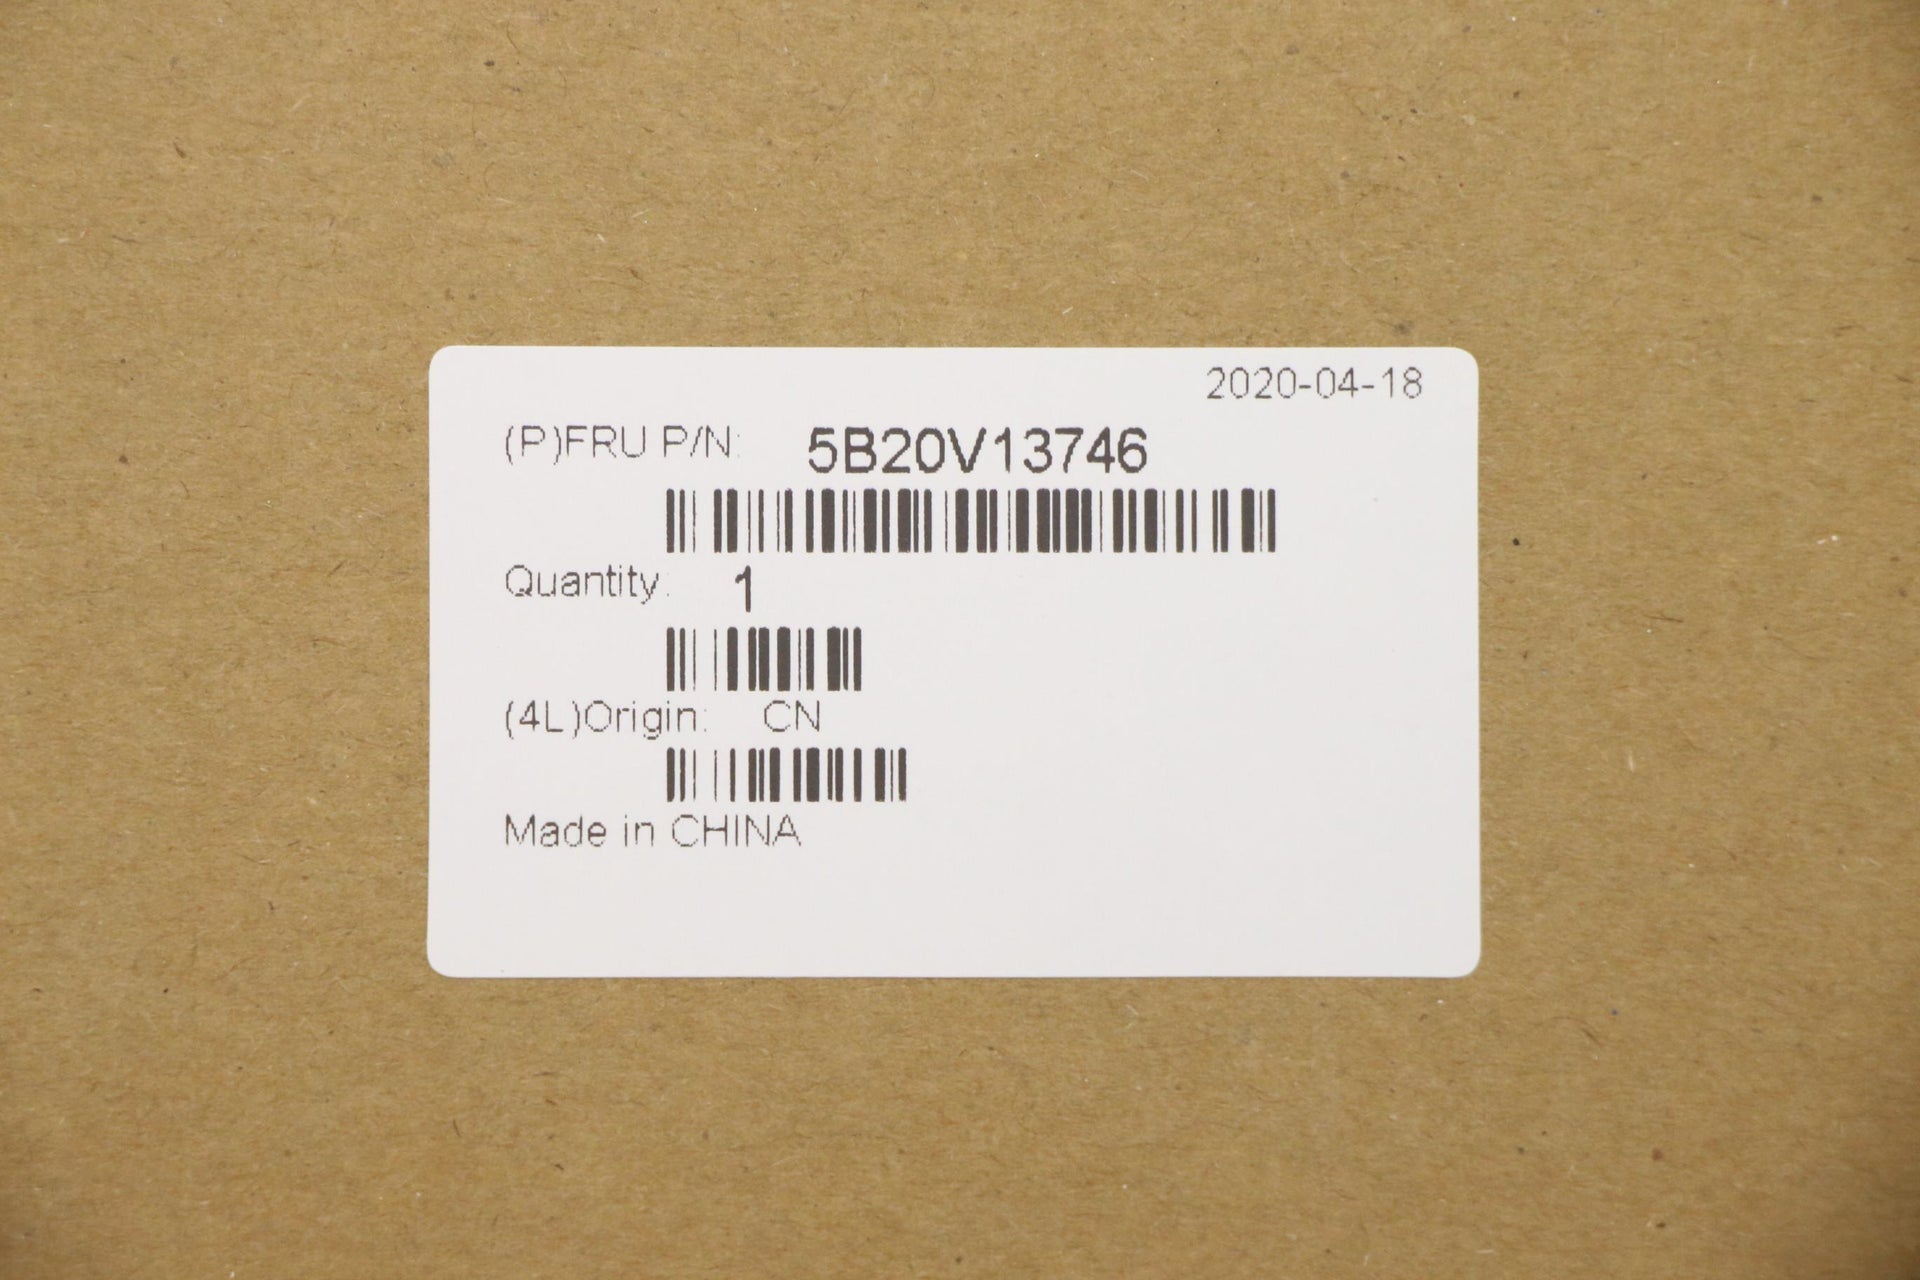 2020-04-18
(P)FRU P/N: 5B20V13746
Quantity: 1
(4L)Origin: CN
Made in CHINA